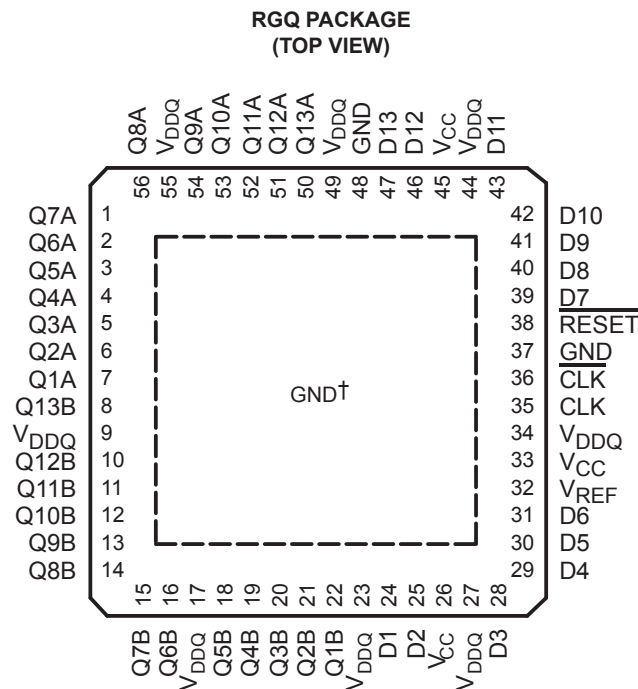 RGQ PACKAGE
(TOP VIEW)
Q8A
VDDQ
Q9A
Q10A
Q11A
Q12A
Q13A
VDDQ
GND
D13
D12
VCC
VDDQ
D11
56
55
54
53
52
51
50
49
48
47
46
45
44
43
Q7A 1
Q6A 2
Q5A 3
Q4A 4
Q3A 5
Q2A 6
Q1A 7
Q13B 8
VDDQ 9
Q12B 10
Q11B 11
Q10B 12
Q9B 13
Q8B 14
GND†
42 D10
41 D9
40 D8
39 D7
38 RESET
37 GND
36 CLK
35 CLK
34 VDDQ
33 VCC
32 VREF
31 D6
30 D5
29 D4
15
16
17
18
19
20
21
22
23
24
25
26
27
28
Q7B
Q6B
VDDQ
Q5B
Q4B
Q3B
Q2B
Q1B
VDDQ
D1
D2
VCC
VDDQ
D3